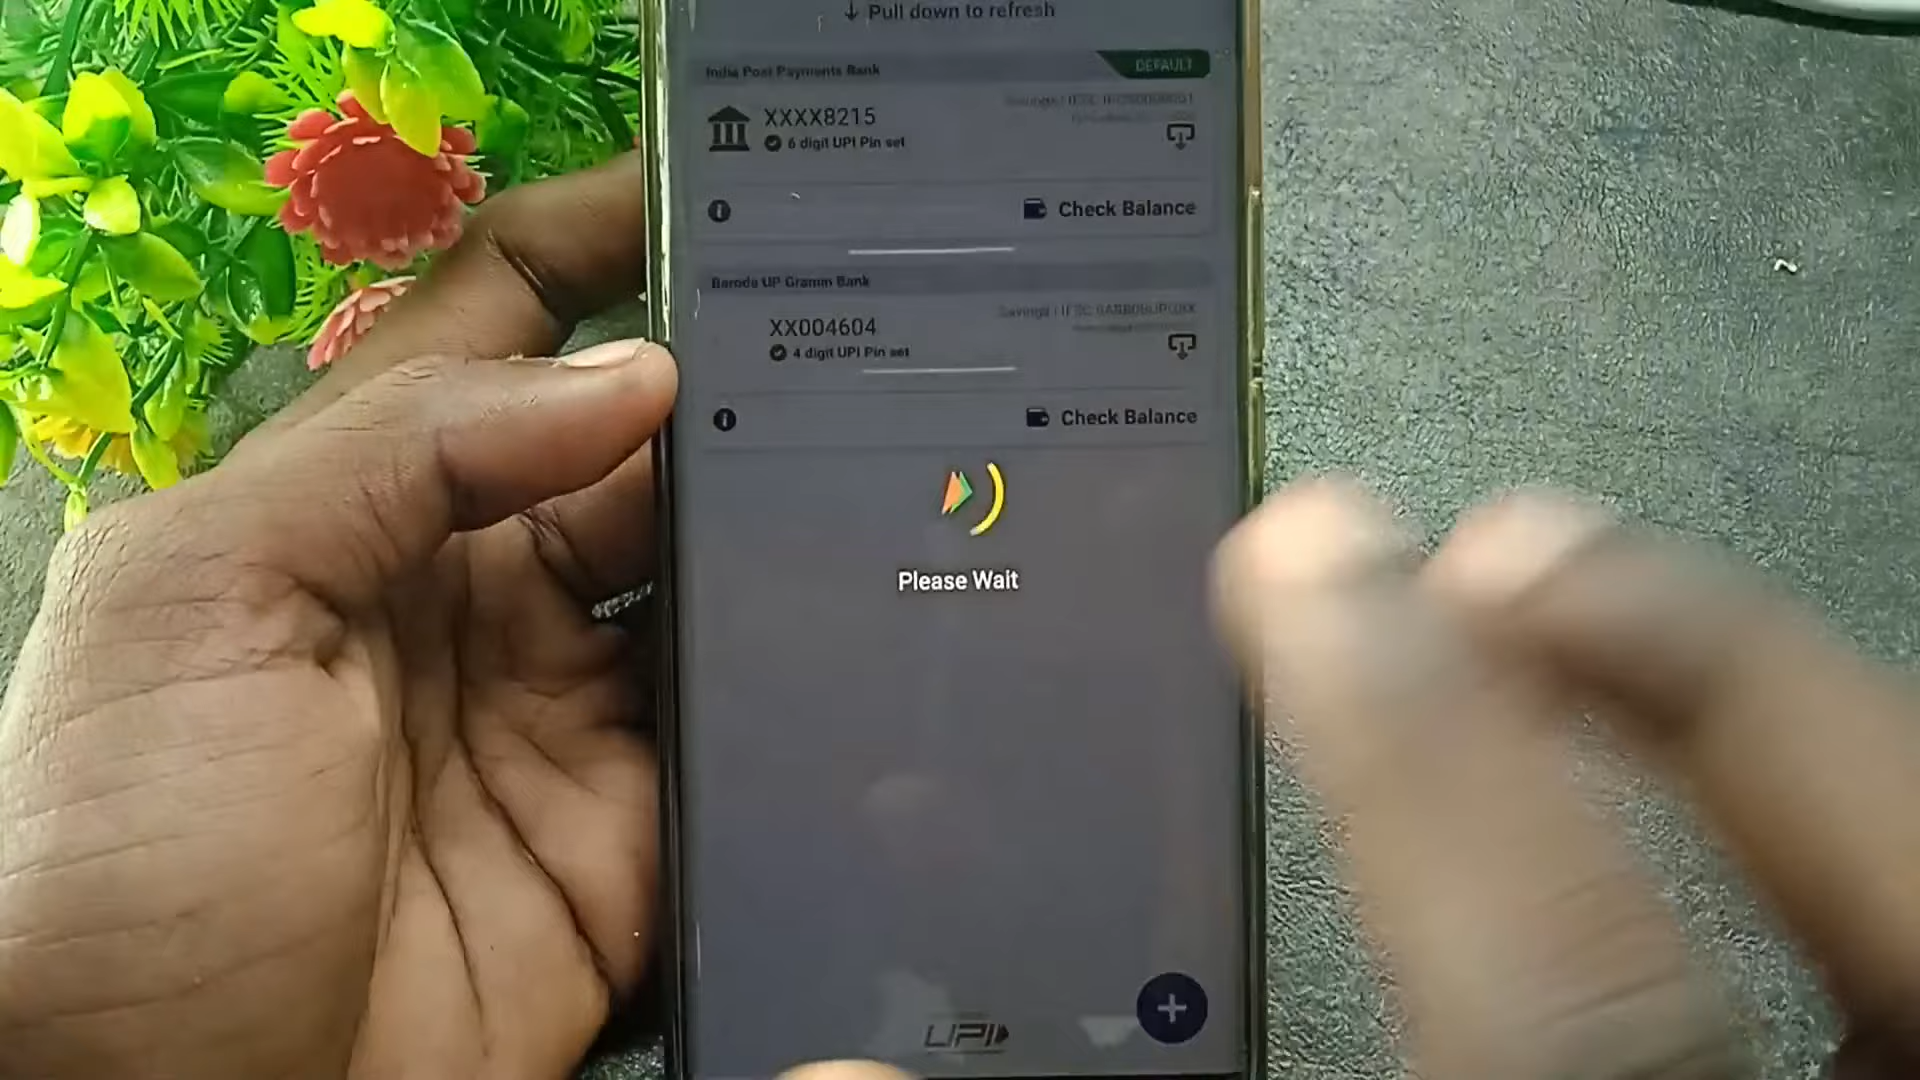 ↓ Pull down to refresh
India Post Payments Bank
DEFAULT
XXXX8215
6 digit UPI Pin set
Check Balance
Baroda UP Gramin Bank
XX004604
4 digit UPI Pin set
Check Balance
Please Wait
UPI